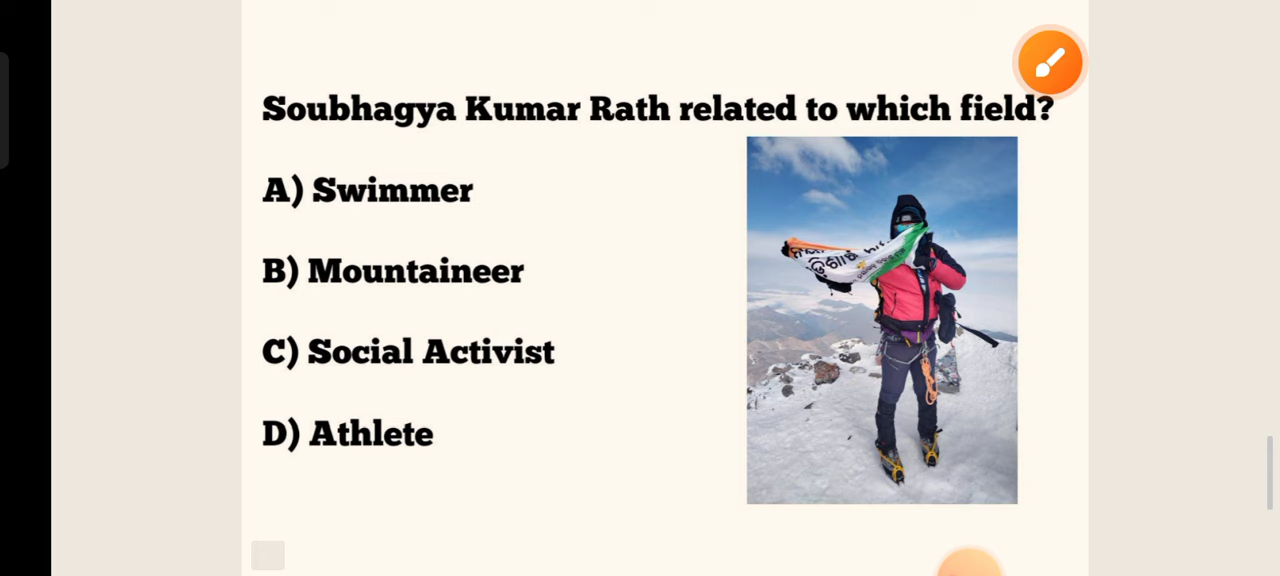 Soubhagya Kumar Rath related to which field?
A) Swimmer
B) Mountaineer
C) Social Activist
D) Athlete